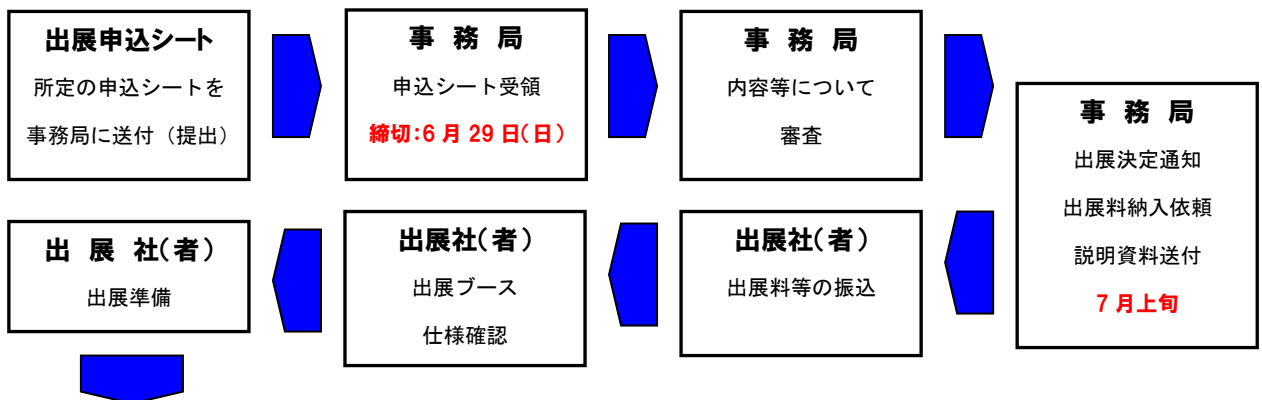 出展申込シート
所定の申込シートを
事務局に送付（提出）
事 務 局
申込シート受領
締切:6月29日(日)
事 務 局
内容等について
審査
事 務 局
出展決定通知
出展料納入依頼
説明資料送付
7月上旬
出展社(者)
出展料等の振込
出展社(者)
出展ブース
仕様確認
出 展 社(者)
出展準備